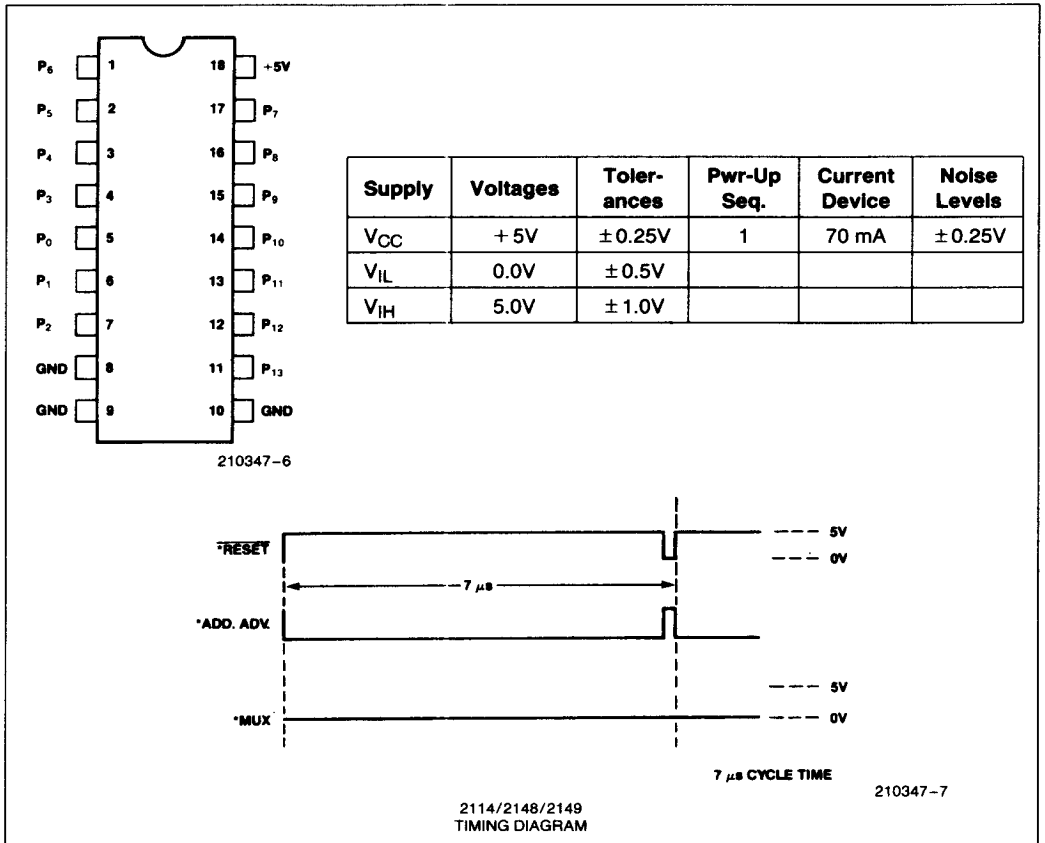 P6 1 18 +5V
P5 2 17 P7
P4 3 16 P8
P3 4 15 P9
P0 5 14 P10
P1 6 13 P11
P2 7 12 P12
GND 8 11 P13
GND 9 10 GND
210347-6
Supply Voltages Toler-ances Pwr-Up Seq. Current Device Noise Levels
VCC +5V ±0.25V 1 70 mA ±0.25V
VIL 0.0V ±0.5V
VIH 5.0V ±1.0V
*RESET 5V
0V
7 μs
*ADD. ADV.
5V
*MUX 0V
7 μs CYCLE TIME
210347-7
2114/2148/2149
TIMING DIAGRAM